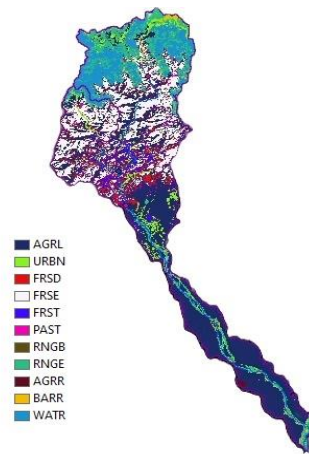 AGRL
URBN
FRSD
FRSE
FRST
PAST
RNGB
RNGE
AGRR
BARR
WATR